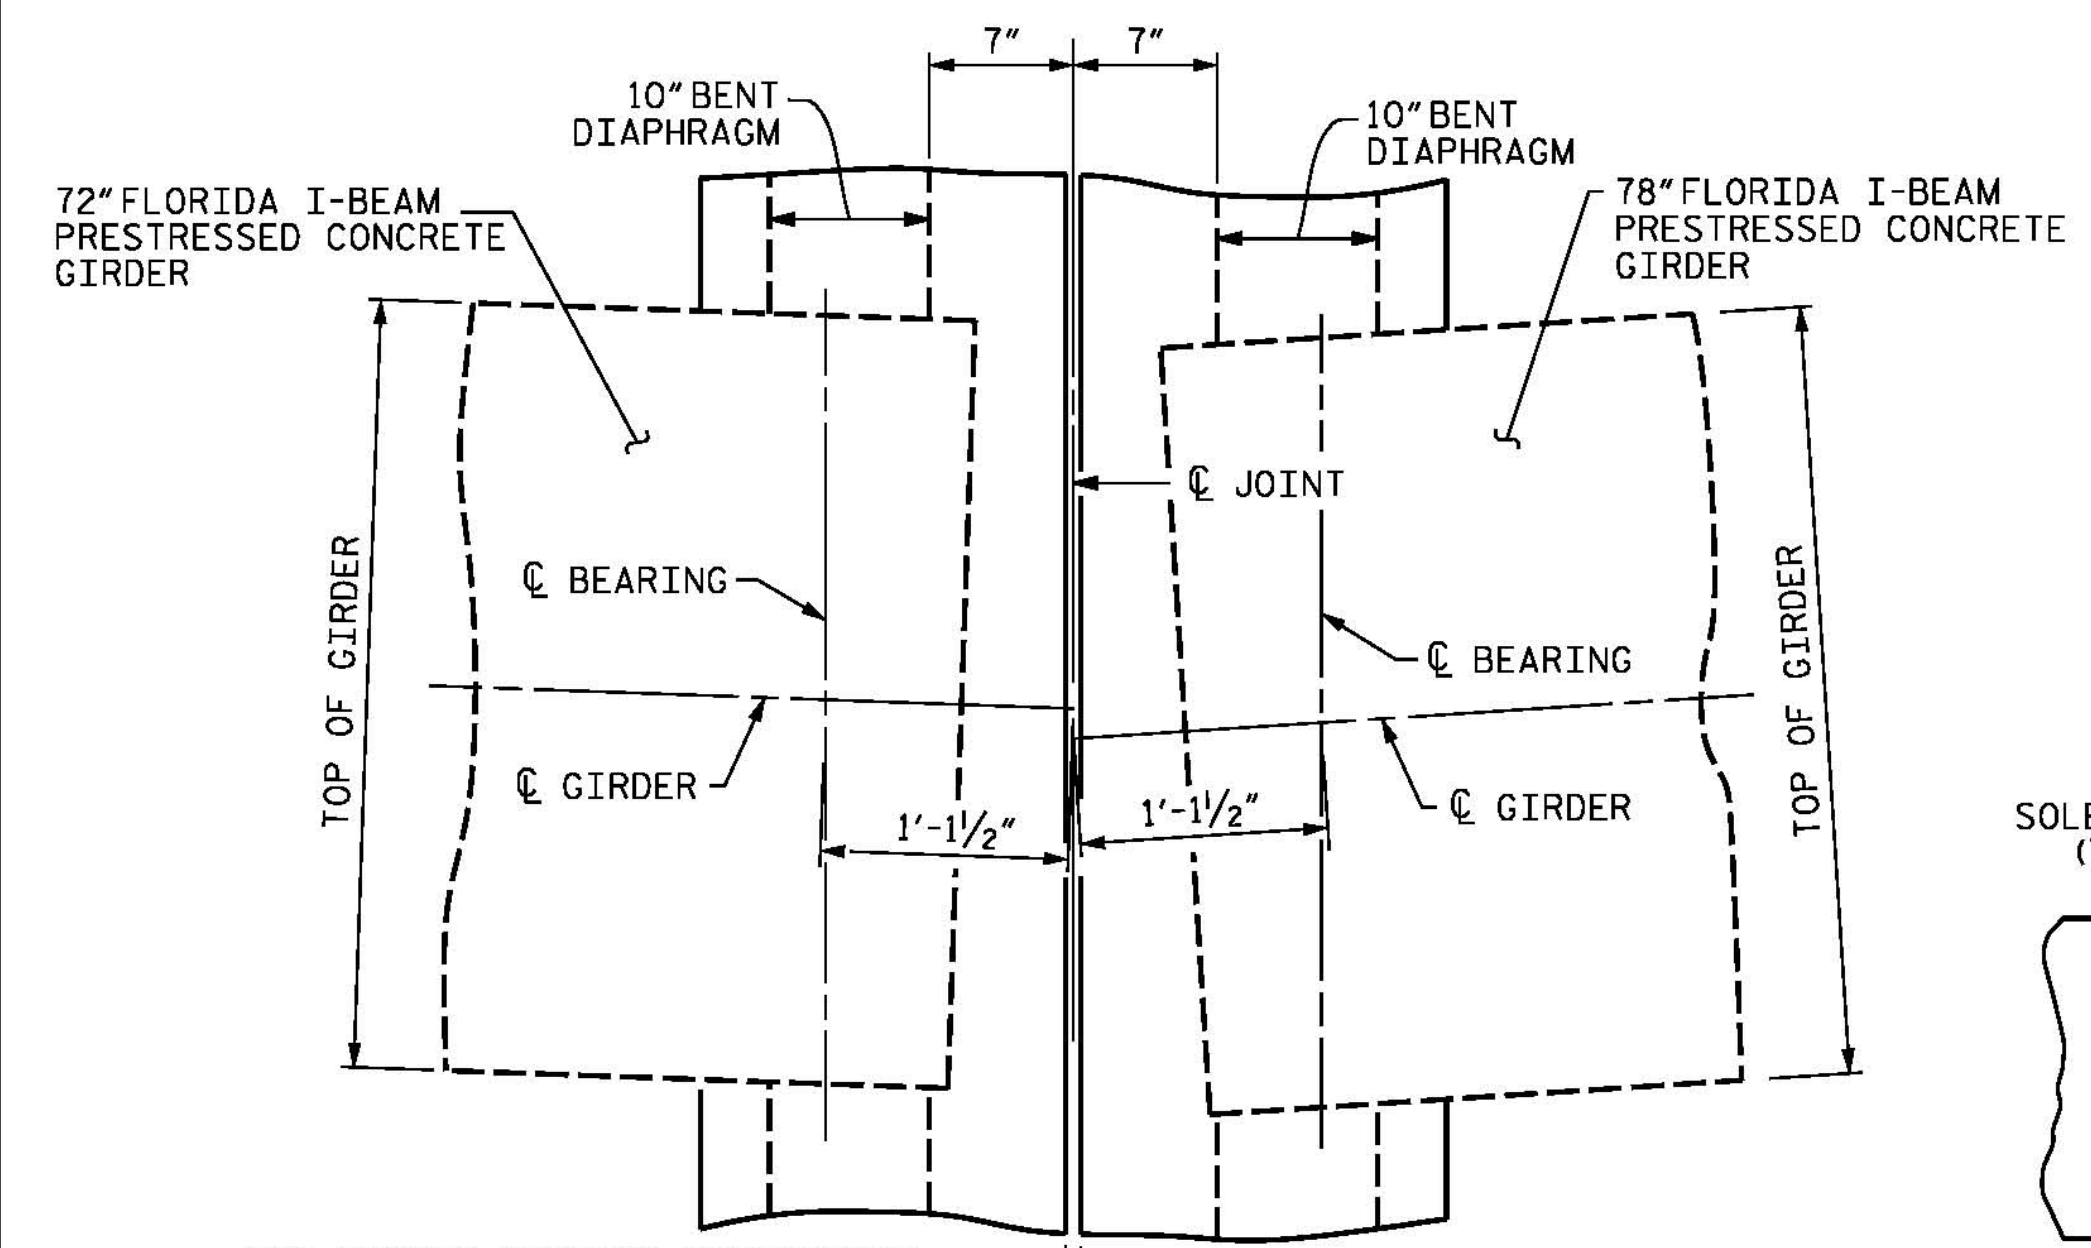 7" 7"
10" BENT
DIAPHRAGM
10" BENT
DIAPHRAGM
72" FLORIDA I-BEAM
PRESTRESSED CONCRETE
GIRDER
78" FLORIDA I-BEAM
PRESTRESSED CONCRETE
GIRDER
℄ JOINT
TOP OF GIRDER
℄ BEARING
℄ BEARING
TOP OF GIRDER
℄ GIRDER
1'-1½"
1'-1½"
℄ GIRDER